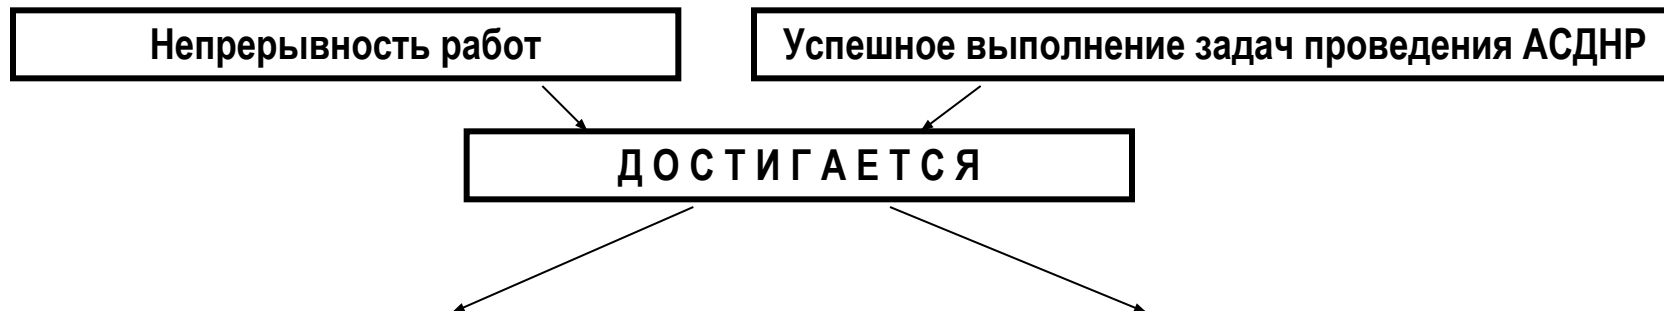 Непрерывность работ
Успешное выполнение задач проведения АСДНР
Д О С Т И Г А Е Т С Я